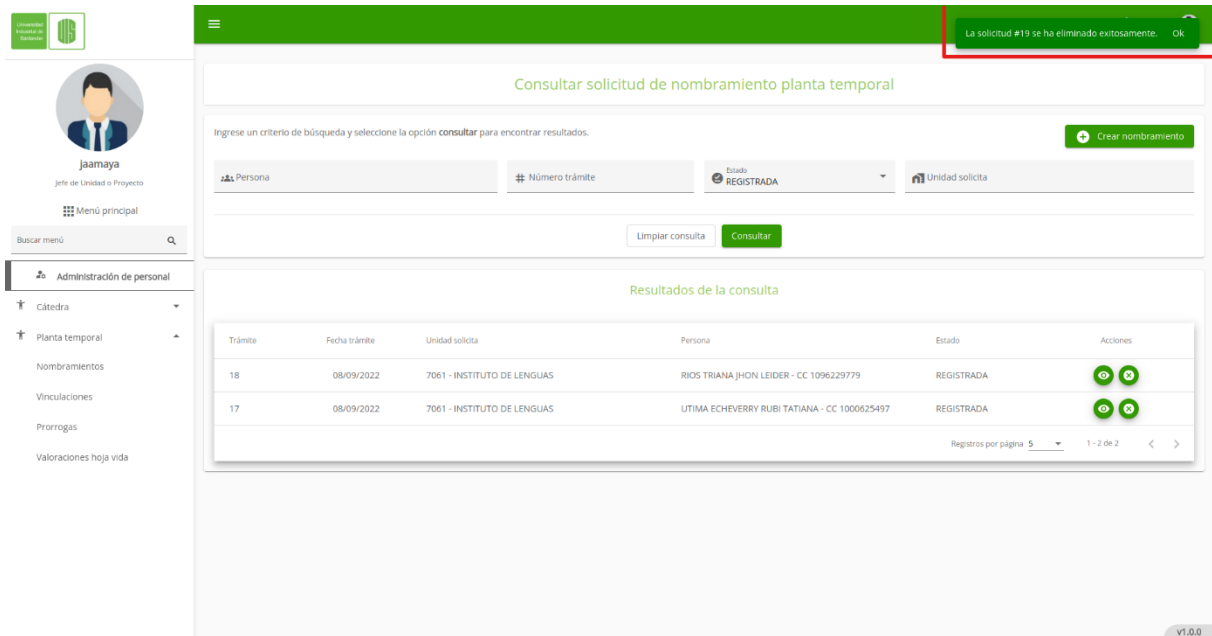 Universidad
Industrial de
Santander
UIS
La solicitud #19 se ha eliminado exitosamente. Ok
jaamaya
Jefe de Unidad o Proyecto
Menú principal
Buscar menú
Administración de personal
Cátedra
Planta temporal
Nombramientos
Vinculaciones
Prorrogas
Valoraciones hoja vida
Consultar solicitud de nombramiento planta temporal
Ingrese un criterio de búsqueda y seleccione la opción consultar para encontrar resultados.
Crear nombramiento
Persona
# Número trámite
Estado
REGISTRADA
Unidad solicita
Limpiar consulta Consultar
Resultados de la consulta
Trámite Fecha trámite Unidad solicita Persona Estado Acciones
18 08/09/2022 7061 - INSTITUTO DE LENGUAS RIOS TRIANA JHON LEIDER - CC 1096229779 REGISTRADA
17 08/09/2022 7061 - INSTITUTO DE LENGUAS UTIMA ECHEVERRY RUBI TATIANA - CC 1000625497 REGISTRADA
Registros por página 5 1 - 2 de 2
v1.0.0